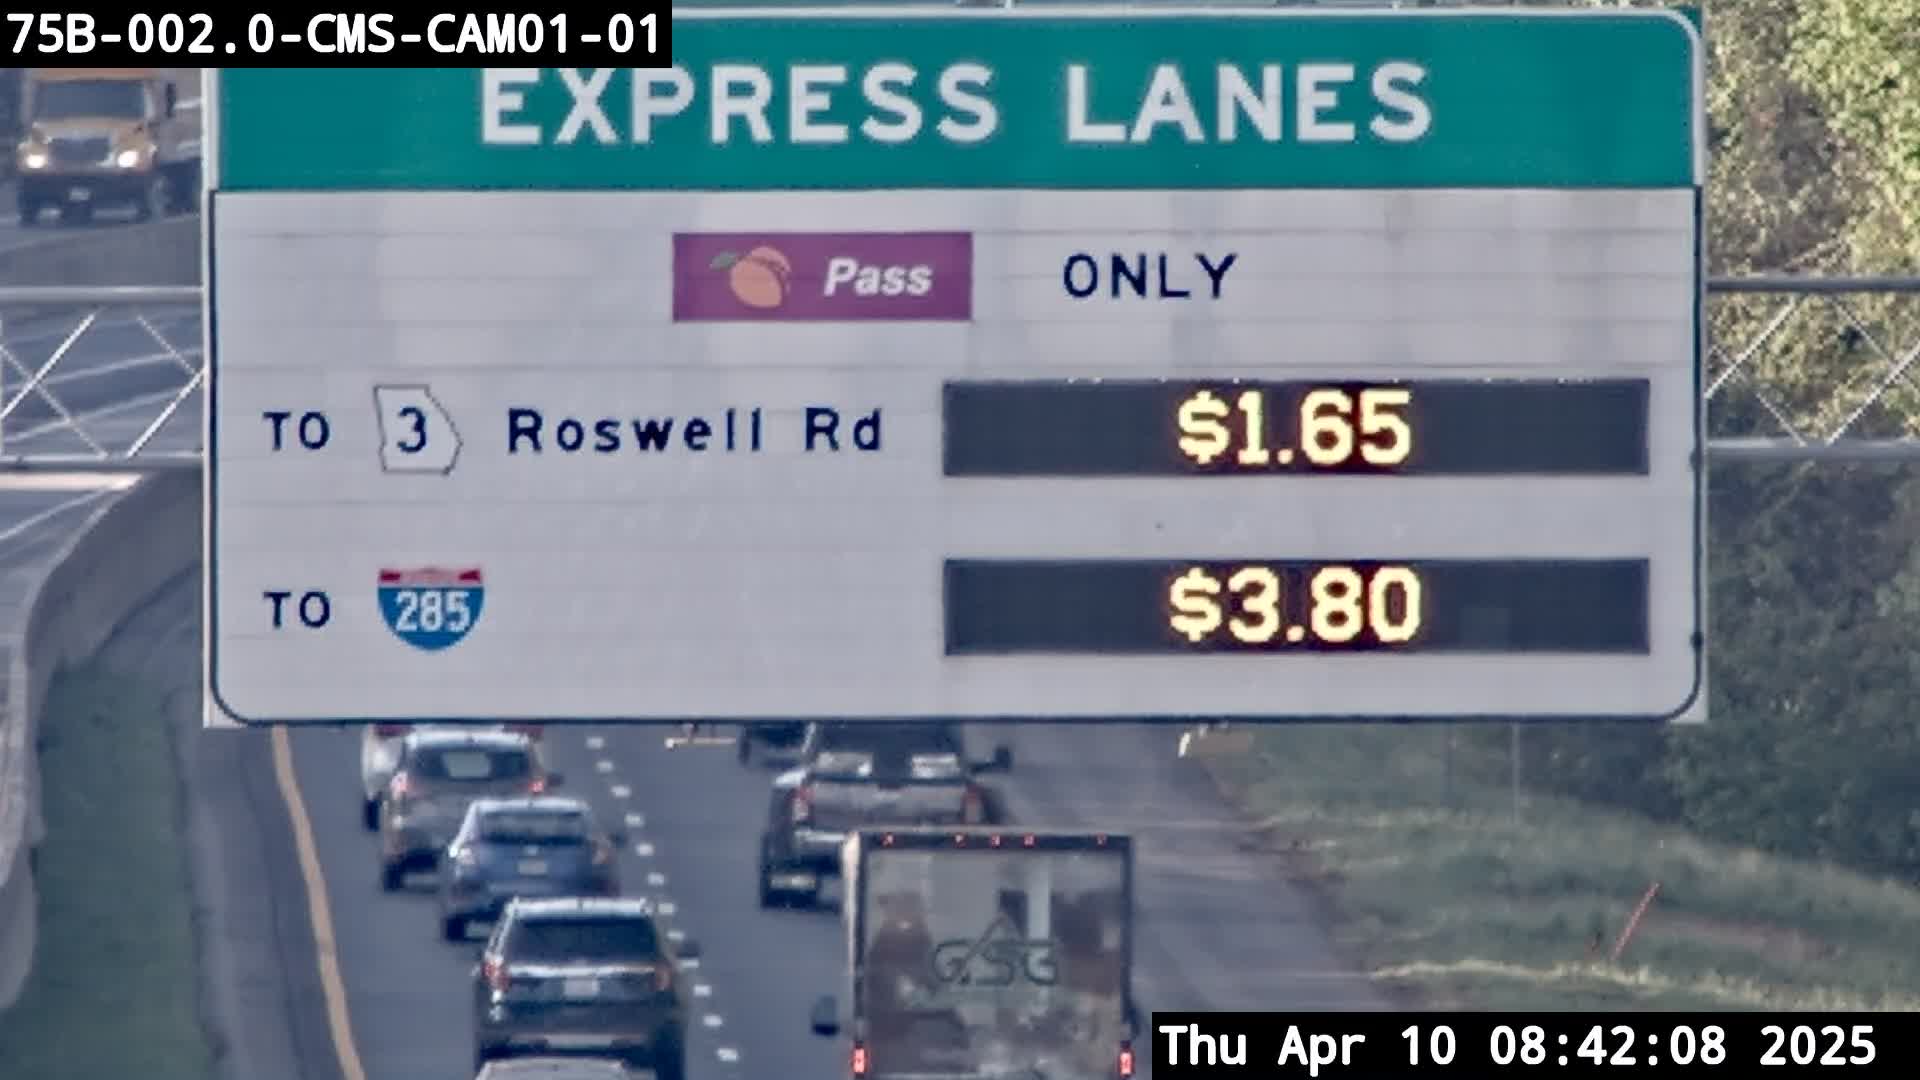 75B-002.0-CMS-CAM01-01
EXPRESS LANES
Pass ONLY
TO 3 Roswell Rd $1.65
TO 285 $3.80
GSG
Thu Apr 10 08:42:08 2025